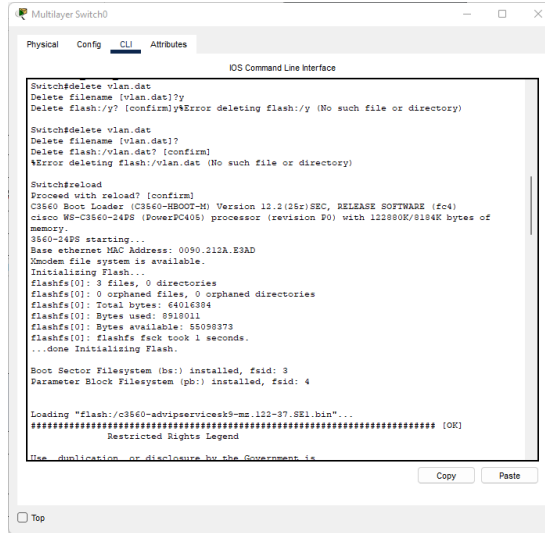 Multilayer Switch0
Physical Config CLI Attributes
IOS Command Line Interface
Switch#delete vlan.dat
Delete filename [vlan.dat]?y
Delete flash:/y? [confirm]y%Error deleting flash:/y (No such file or directory)
Switch#delete vlan.dat
Delete filename [vlan.dat]?
Delete flash:/vlan.dat? [confirm]
%Error deleting flash:/vlan.dat (No such file or directory)
Switch#reload
Proceed with reload? [confirm]
C3560 Boot Loader (C3560-HBOOT-M) Version 12.2(25r)SEC, RELEASE SOFTWARE (fc4)
cisco WS-C3560-24PS (PowerPC405) processor (revision P0) with 122880K/8184K bytes of
memory.
3560-24PS starting...
Base ethernet MAC Address: 0090.212A.E3AD
Xmodem file system is available.
Initializing Flash...
flashfs[0]: 3 files, 0 directories
flashfs[0]: 0 orphaned files, 0 orphaned directories
flashfs[0]: Total bytes: 64016384
flashfs[0]: Bytes used: 8918011
flashfs[0]: Bytes available: 55098373
flashfs[0]: flashfs fsck took 1 seconds.
...done Initializing Flash.
Boot Sector Filesystem (bs:) installed, fsid: 3
Parameter Block Filesystem (pb:) installed, fsid: 4
Loading "flash:/c3560-advipservicesk9-mz.122-37.SE1.bin"...
########################################################################## [OK]
Restricted Rights Legend
Use, duplication, or disclosure by the Government is
Copy Paste
Top